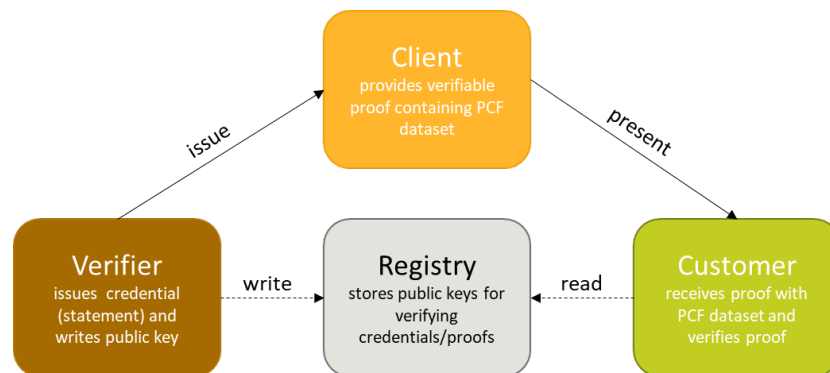 Client
provides verifiable
proof containing PCF
dataset
issue
present
Verifier
issues credential
(statement) and
writes public key
write
Registry
stores public keys for
verifying
credentials/proofs
read
Customer
receives proof with
PCF dataset and
verifies proof